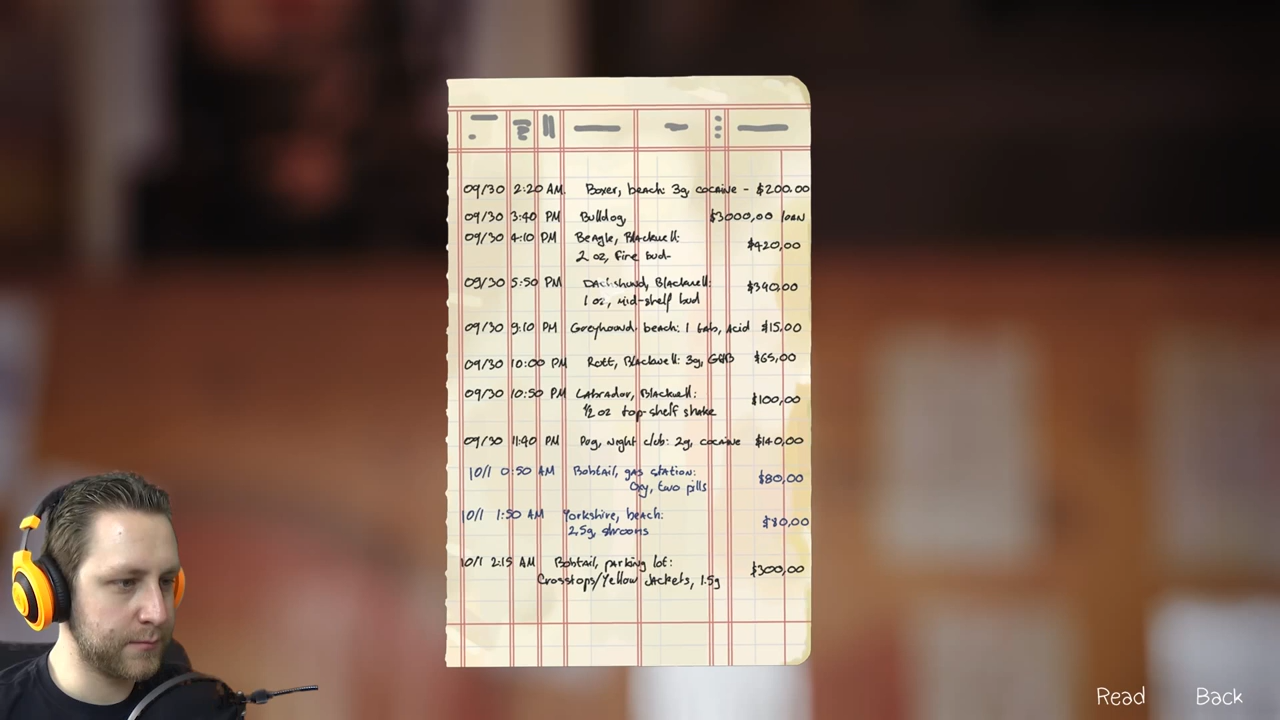 09/30 2:20 AM. Boxer, beach: 3g, cocaine - $200.00
09/30 3:40 PM Bulldog, $3000,00 loan
09/30 4:10 PM Beagle, Blackwell: $420,00
2 oz, fire bud-
09/30 5:50 PM Dachshund, Blackwell: $340,00
1 oz, mid-shelf bud
09/30 9:10 PM Greyhound, beach: 1 tab, acid $15.00
09/30 10:00 PM Rott, Blackwell: 3g, GHB $65,00
09/30 10:50 PM Labrador, Blackwell: $100,00
½ oz top-shelf shake
09/30 11:40 PM Pug, night club: 2g, cocaine $140,00
10/1 0:50 AM Bobtail, gas station: $80,00
Oxy, two pills
10/1 1:50 AM Yorkshire, beach: $80,00
2,5g, shrooms
10/1 2:15 AM Bobtail, parking lot: $300,00
Crosstops/Yellow Jackets, 1.5g
Read Back